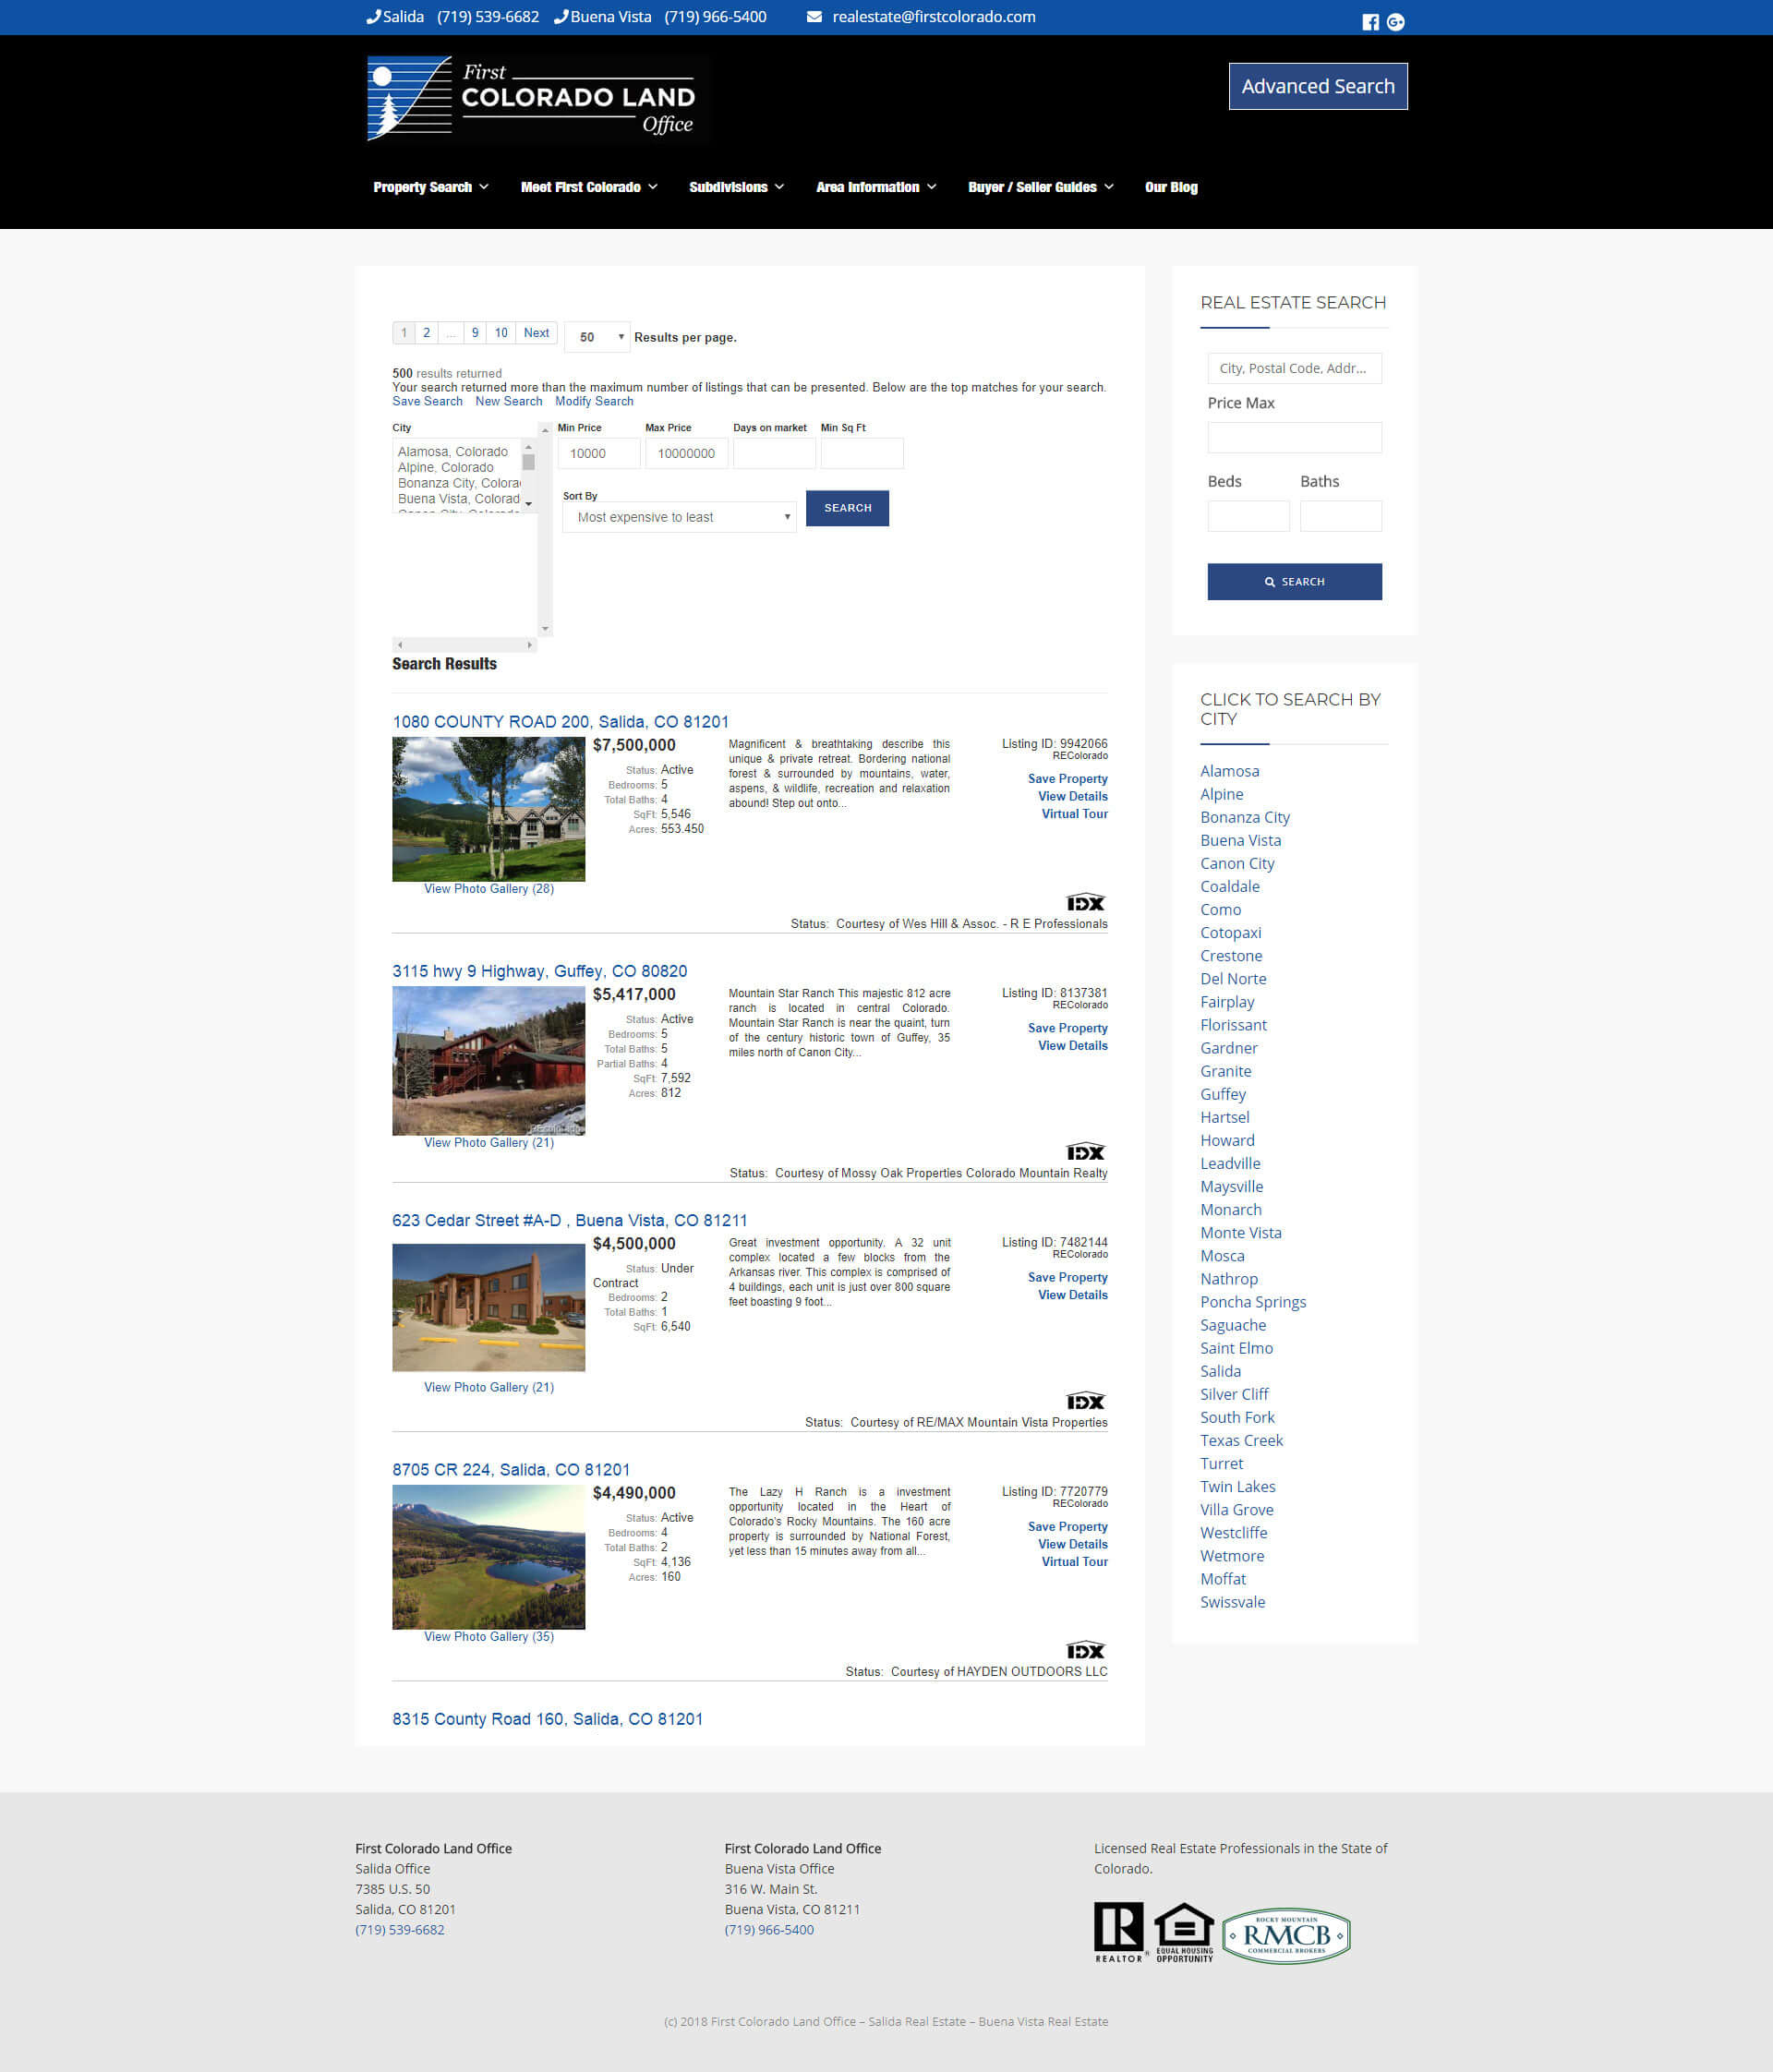 Salida (719) 539-6682 Buena Vista (719) 966-5400 realestate@firstcolorado.com
First
COLORADO LAND
Office
Advanced Search
Property Search Meet First Colorado Subdivisions Area Information Buyer / Seller Guides Our Blog
1 2 ... 9 10 Next 50 Results per page.
500 results returned
Your search returned more than the maximum number of listings that can be presented. Below are the top matches for your search.
Save Search New Search Modify Search
City Min Price Max Price Days on market Min Sq Ft
10000 10000000
Alamosa, Colorado
Alpine, Colorado
Bonanza City, Colora
Buena Vista, Colorad
Canon City, Colorado
Sort By
Most expensive to least SEARCH
Search Results
1080 COUNTY ROAD 200, Salida, CO 81201
$7,500,000
Status: Active
Bedrooms: 5
Total Baths: 4
SqFt: 5,546
Acres: 553.450
Magnificent & breathtaking describe this
unique & private retreat. Bordering national
forest & surrounded by mountains, water,
aspens, & wildlife, recreation and relaxation
abound! Step out onto...
Listing ID: 9942066
REColorado
Save Property
View Details
Virtual Tour
View Photo Gallery (28)
IDX
Status: Courtesy of Wes Hill & Assoc. - R E Professionals
3115 hwy 9 Highway, Guffey, CO 80820
$5,417,000
Status: Active
Bedrooms: 5
Total Baths: 5
Partial Baths: 4
SqFt: 7,592
Acres: 812
Mountain Star Ranch This majestic 812 acre
ranch is located in central Colorado.
Mountain Star Ranch is near the quaint, turn
of the century historic town of Guffey, 35
miles north of Canon City...
Listing ID: 8137381
REColorado
Save Property
View Details
REcolorado
View Photo Gallery (21)
IDX
Status: Courtesy of Mossy Oak Properties Colorado Mountain Realty
623 Cedar Street #A-D , Buena Vista, CO 81211
$4,500,000
Status: Under
Contract
Bedrooms: 2
Total Baths: 1
SqFt: 6,540
Great investment opportunity. A 32 unit
complex located a few blocks from the
Arkansas river. This complex is comprised of
4 buildings, each unit is just over 800 square
feet boasting 9 foot...
Listing ID: 7482144
REColorado
Save Property
View Details
View Photo Gallery (21)
IDX
Status: Courtesy of RE/MAX Mountain Vista Properties
8705 CR 224, Salida, CO 81201
$4,490,000
Status: Active
Bedrooms: 4
Total Baths: 2
SqFt: 4,136
Acres: 160
The Lazy H Ranch is a investment
opportunity located in the Heart of
Colorado's Rocky Mountains. The 160 acre
property is surrounded by National Forest,
yet less than 15 minutes away from all...
Listing ID: 7720779
REColorado
Save Property
View Details
Virtual Tour
View Photo Gallery (35)
IDX
Status: Courtesy of HAYDEN OUTDOORS LLC
8315 County Road 160, Salida, CO 81201
REAL ESTATE SEARCH
City, Postal Code, Addr...
Price Max
Beds Baths
SEARCH
CLICK TO SEARCH BY
CITY
Alamosa
Alpine
Bonanza City
Buena Vista
Canon City
Coaldale
Como
Cotopaxi
Crestone
Del Norte
Fairplay
Florissant
Gardner
Granite
Guffey
Hartsel
Howard
Leadville
Maysville
Monarch
Monte Vista
Mosca
Nathrop
Poncha Springs
Saguache
Saint Elmo
Salida
Silver Cliff
South Fork
Texas Creek
Turret
Twin Lakes
Villa Grove
Westcliffe
Wetmore
Moffat
Swissvale
First Colorado Land Office
Salida Office
7385 U.S. 50
Salida, CO 81201
(719) 539-6682
First Colorado Land Office
Buena Vista Office
316 W. Main St.
Buena Vista, CO 81211
(719) 966-5400
Licensed Real Estate Professionals in the State of
Colorado.
REALTOR®
EQUAL HOUSING
OPPORTUNITY
ROCKY MOUNTAIN
RMCB
COMMERCIAL BROKERS
(c) 2018 First Colorado Land Office – Salida Real Estate – Buena Vista Real Estate